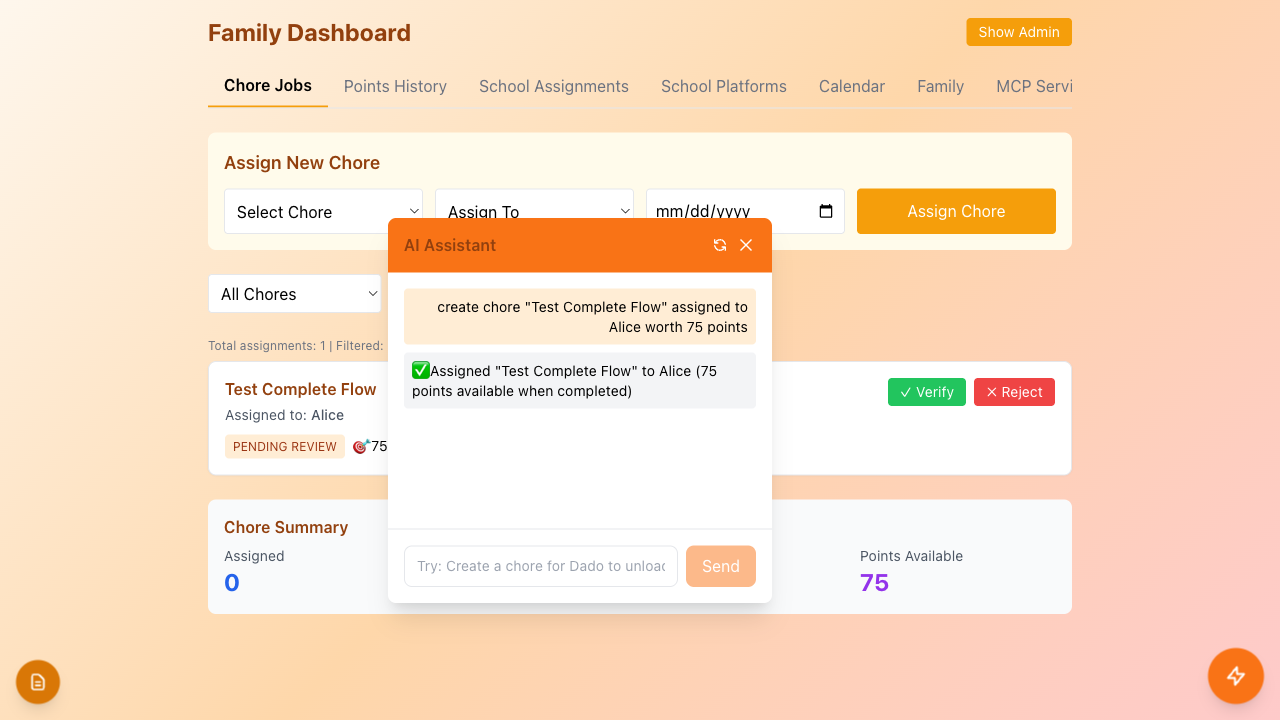 Family Dashboard
Show Admin
Chore Jobs
Points History
School Assignments
School Platforms
Calendar
Family
MCP Servi
Assign New Chore
Select Chore
Assign To
mm/dd/yyyy
Assign Chore
AI Assistant
All Chores
create chore "Test Complete Flow" assigned to
Alice worth 75 points
Total assignments: 1 | Filtered:
✅Assigned "Test Complete Flow" to Alice (75
points available when completed)
Test Complete Flow
✓ Verify
✕ Reject
Assigned to: Alice
PENDING REVIEW
🎯75
Chore Summary
Assigned
0
Points Available
75
Try: Create a chore for Dado to unload
Send